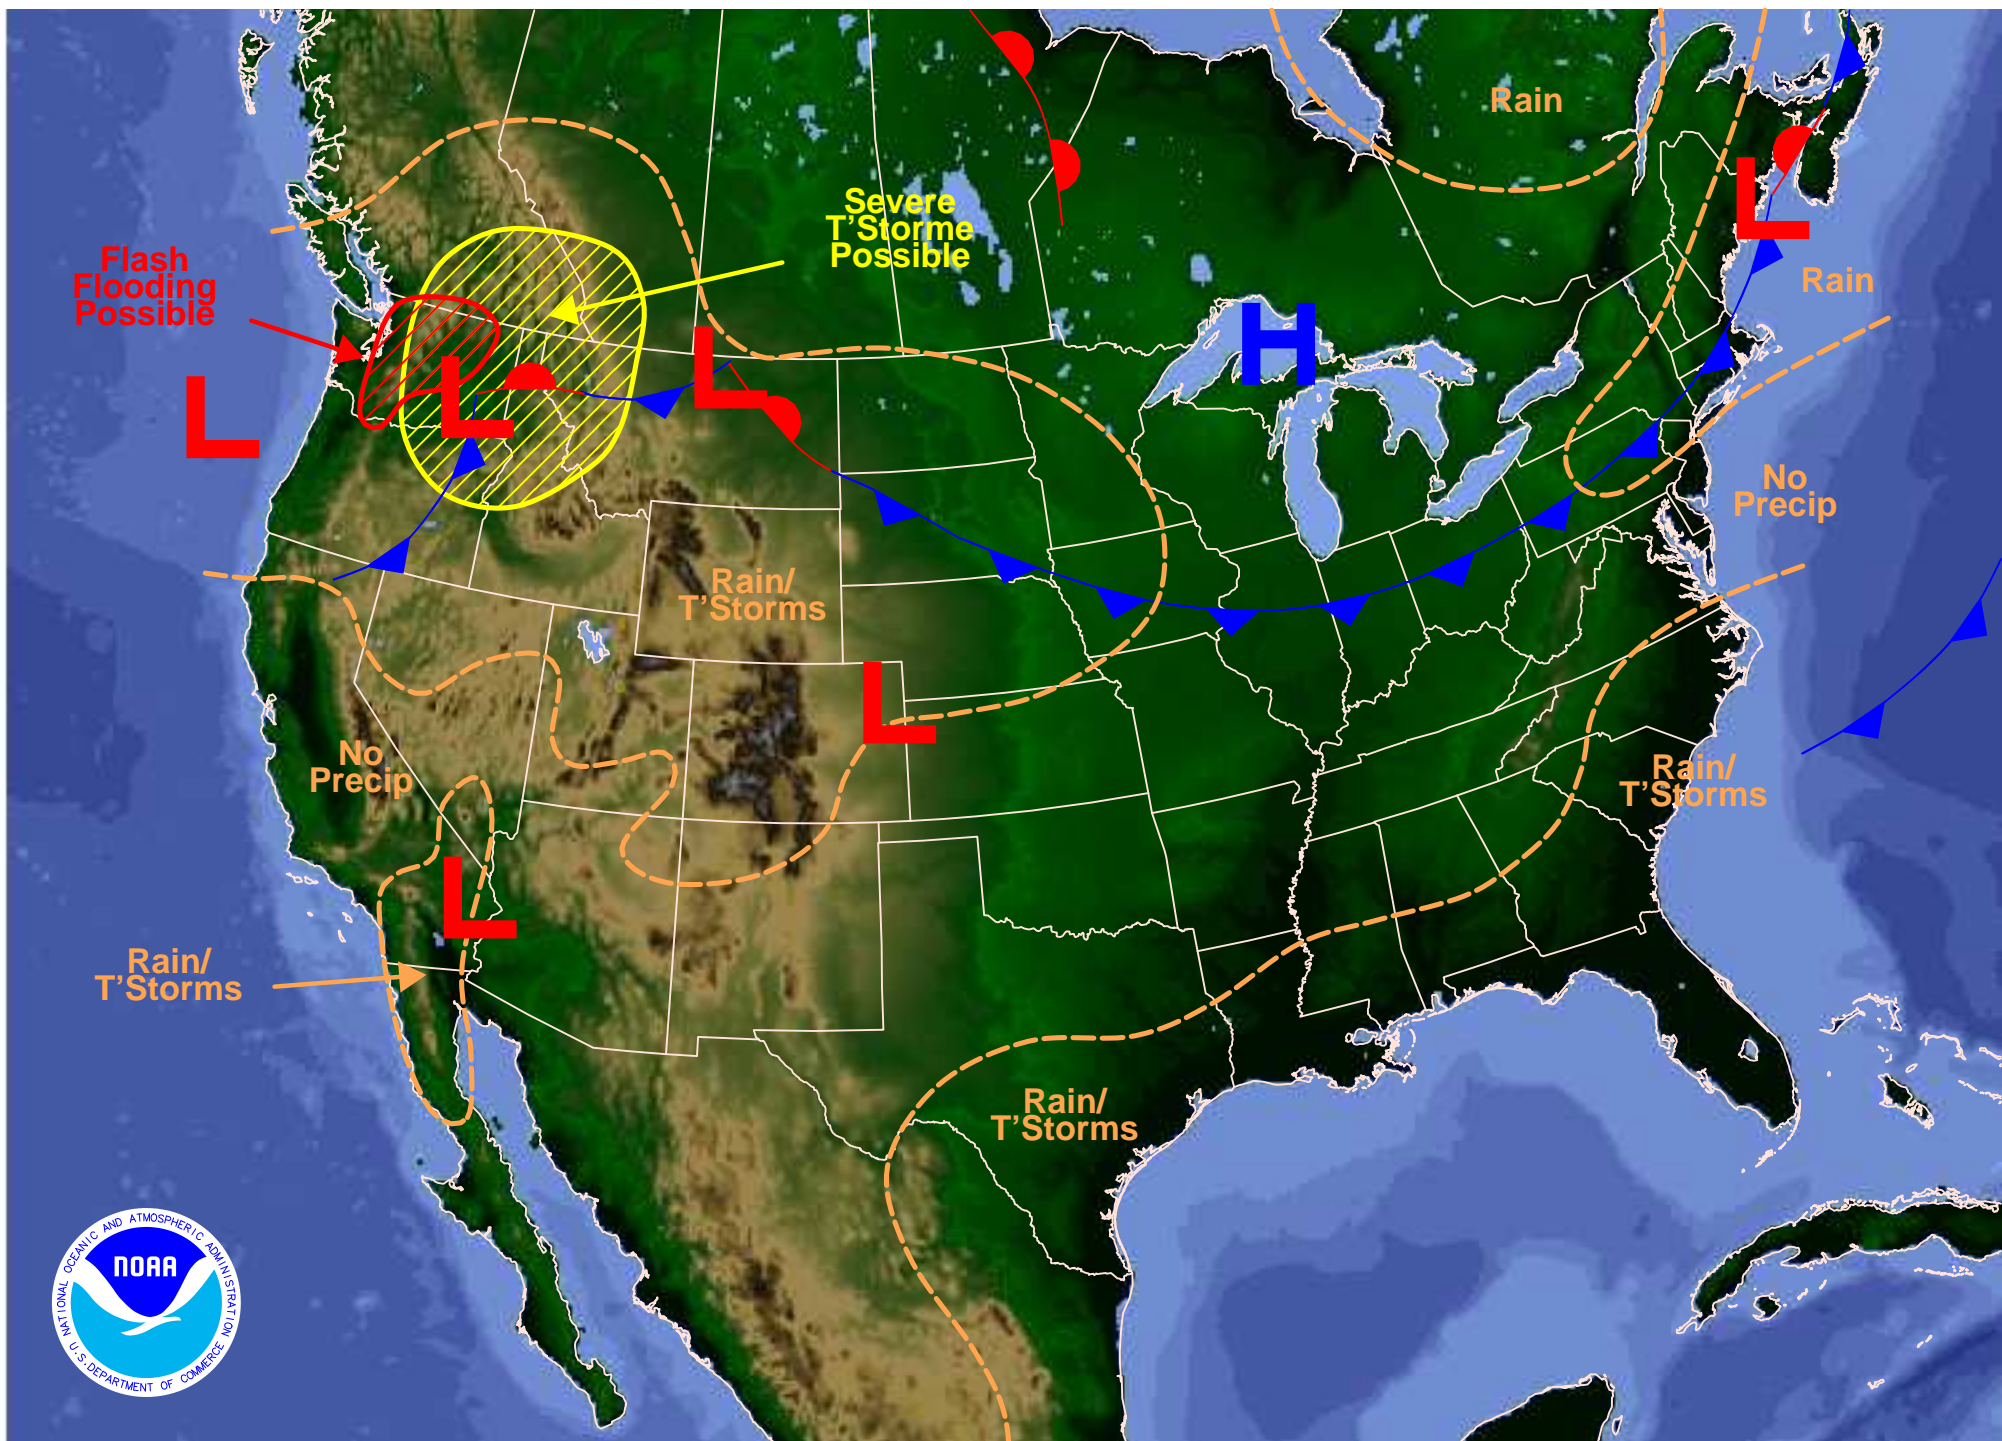 Rain
Severe
T'Storme
Possible
L
Flash
Flooding
Possible
Rain
H
L
L
L
L
No
Precip
Rain/
T'Storms
L
No
Precip
Rain/
T'Storms
L
Rain/
T'Storms
Rain/
T'Storms
NATIONAL OCEANIC AND ATMOSPHERIC ADMINISTRATION
NOAA
U.S. DEPARTMENT OF COMMERCE